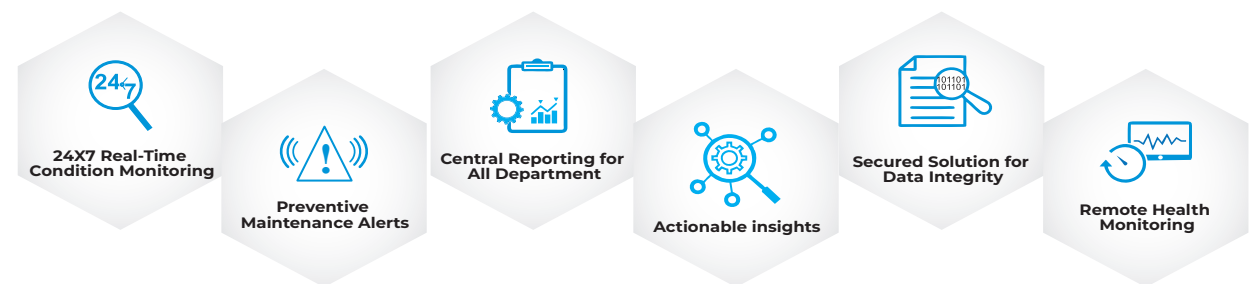 24
7
24X7 Real-Time
Condition Monitoring
Preventive
Maintenance Alerts
Central Reporting for
All Department
Actionable insights
101101
101101
Secured Solution for
Data Integrity
Remote Health
Monitoring